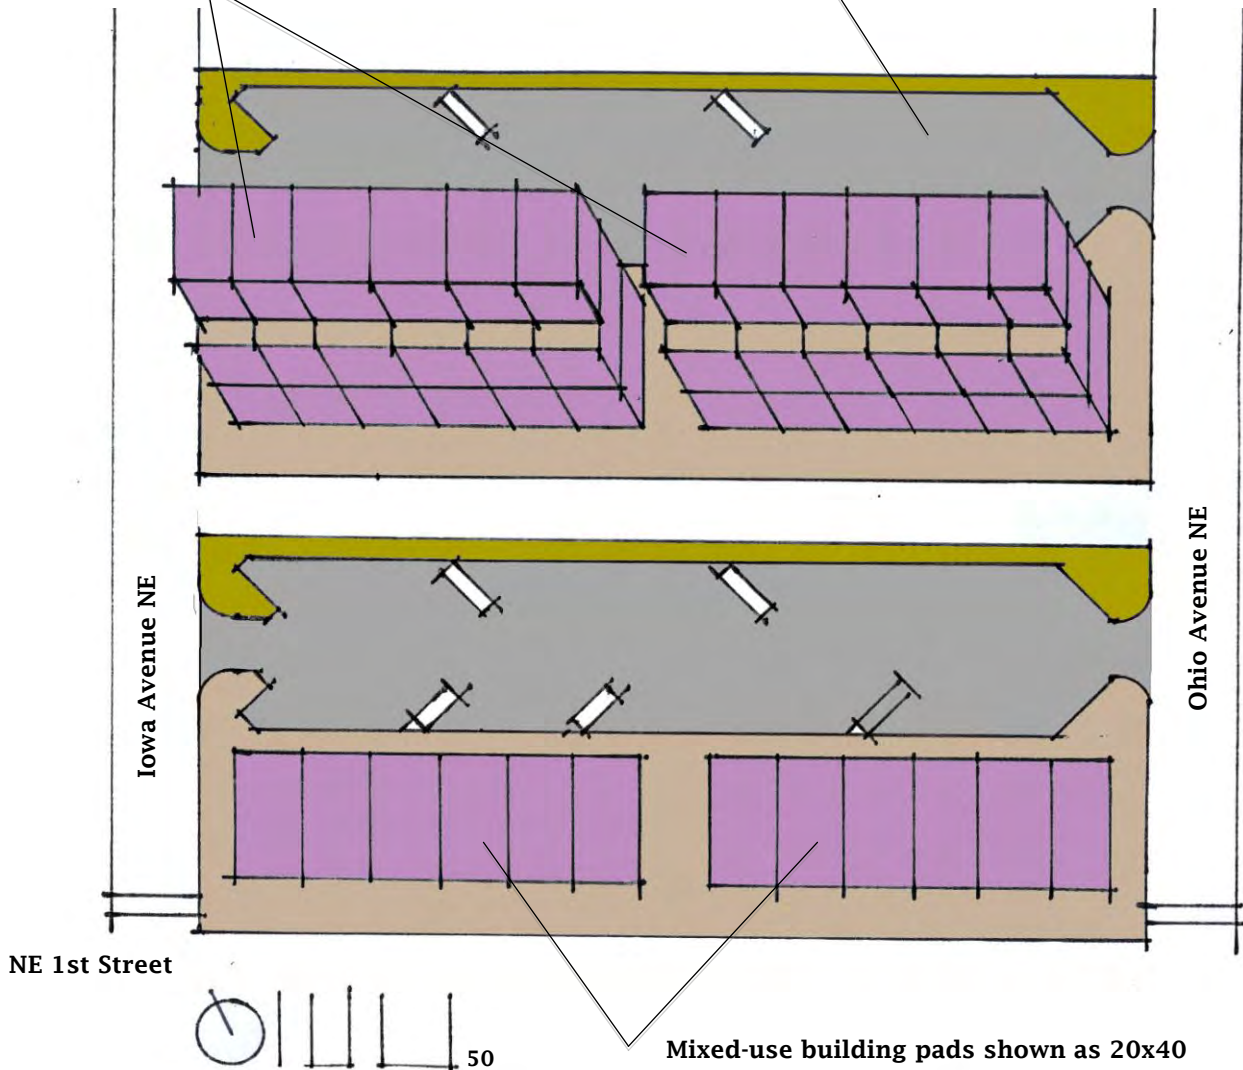 Iowa Avenue NE
Ohio Avenue NE
NE 1st Street
50
Mixed-use building pads shown as 20x40